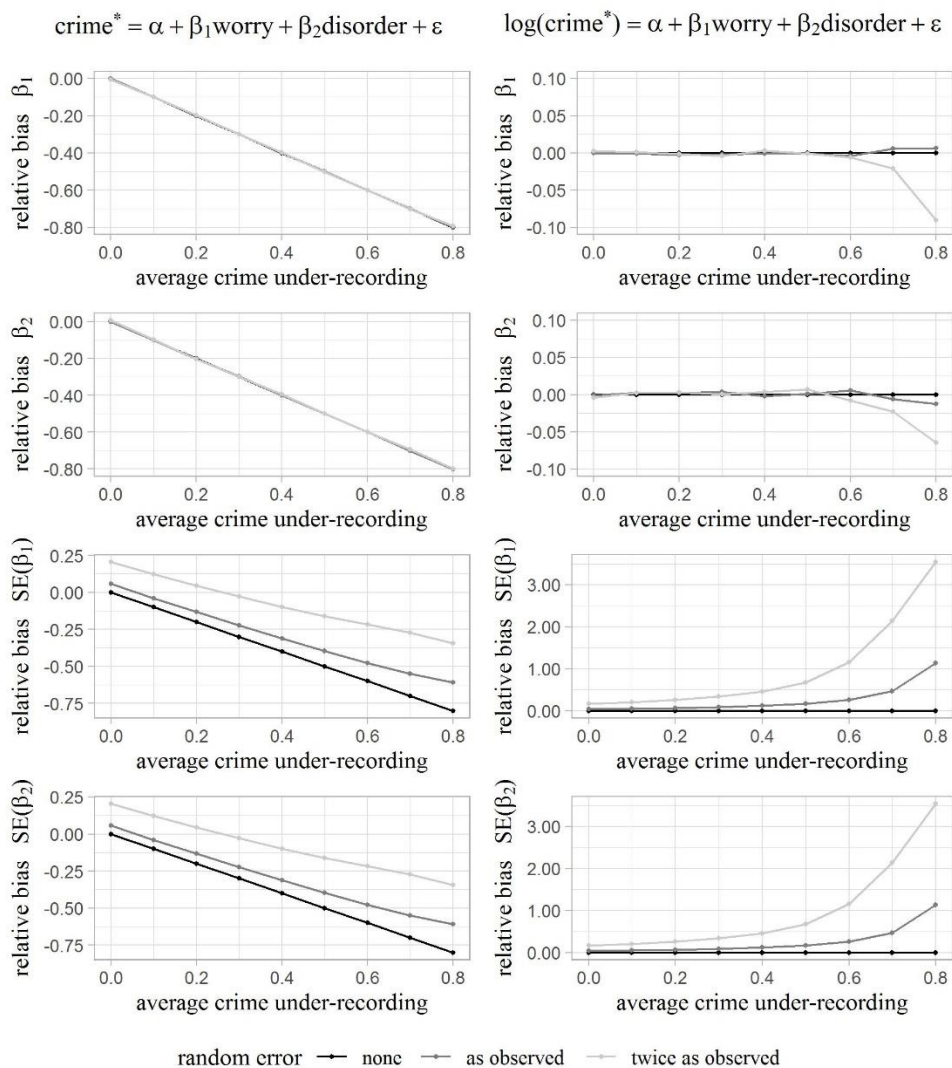 crime* = α + β₁worry + β₂disorder + ε
log(crime*) = α + β₁worry + β₂disorder + ε
relative bias β₁
0.00
-0.20
-0.40
-0.60
-0.80
0.0 0.2 0.4 0.6 0.8
average crime under-recording
relative bias β₁
0.10
0.05
0.00
-0.05
-0.10
0.0 0.2 0.4 0.6 0.8
average crime under-recording
relative bias β₂
0.00
-0.20
-0.40
-0.60
-0.80
0.0 0.2 0.4 0.6 0.8
average crime under-recording
relative bias β₂
0.10
0.05
0.00
-0.05
-0.10
0.0 0.2 0.4 0.6 0.8
average crime under-recording
relative bias SE(β₁)
0.25
0.00
-0.25
-0.50
-0.75
0.0 0.2 0.4 0.6 0.8
average crime under-recording
relative bias SE(β₁)
3.00
2.00
1.00
0.00
0.0 0.2 0.4 0.6 0.8
average crime under-recording
relative bias SE(β₂)
0.25
0.00
-0.25
-0.50
-0.75
0.0 0.2 0.4 0.6 0.8
average crime under-recording
relative bias SE(β₂)
3.00
2.00
1.00
0.00
0.0 0.2 0.4 0.6 0.8
average crime under-recording
random error none as observed twice as observed